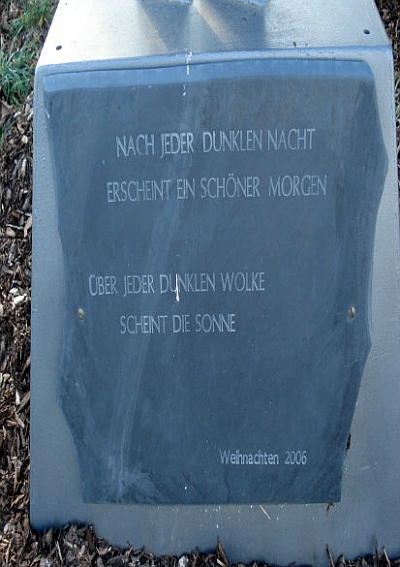 NACH JEDER DUNKLEN NACHT
ERSCHEINT EIN SCHÖNER MORGEN
ÜBER JEDER DUNKLEN WOLKE
SCHEINT DIE SONNE
Weihnachten 2006